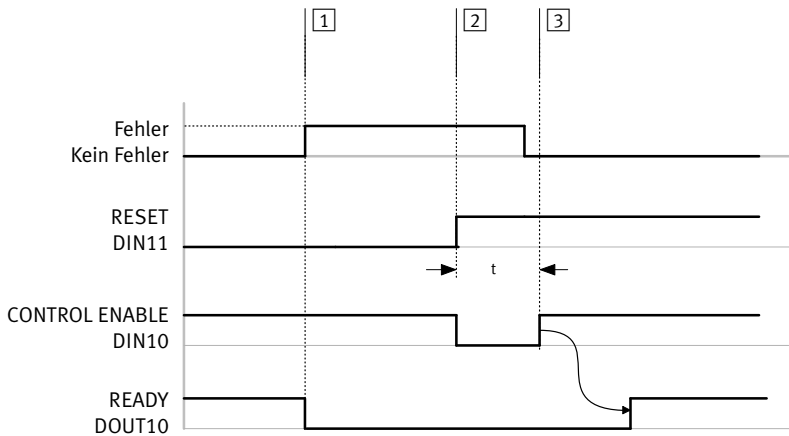 1 2 3
Fehler
Kein Fehler
RESET
DIN11
t
CONTROL ENABLE
DIN10
READY
DOUT10